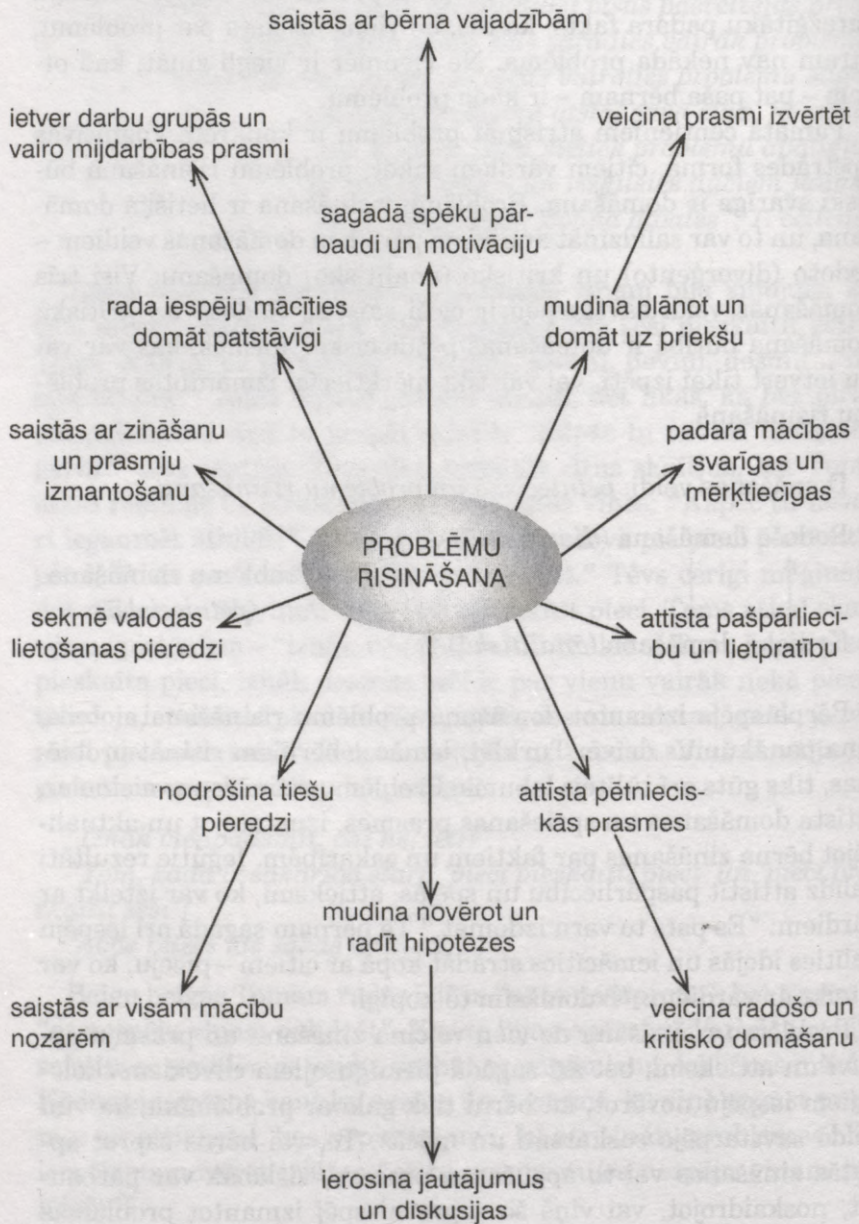 saistās ar bērna vajadzībām
ietver darbu grupās un
vairo mijdarbības prasmi
veicina prasmi izvērtēt
sagādā spēku pār-
baudi un motivāciju
rada iespēju mācīties
domāt patstāvīgi
mudina plānot un
domāt uz priekšu
saistās ar zināšanu
un prasmju
izmantošanu
padara mācības
svarīgas un
mērķtiecīgas
PROBLĒMU
RISINĀŠANA
sekmē valodas
lietošanas pieredzi
attīsta pašpārliecī-
bu un lietpratību
nodrošina tiešu
pieredzi
attīsta pētniecis-
kās prasmes
mudina novērot un
radīt hipotēzes
saistās ar visām mācību
nozarēm
veicina radošo un
kritisko domāšanu
ierosina jautājumus
un diskusijas